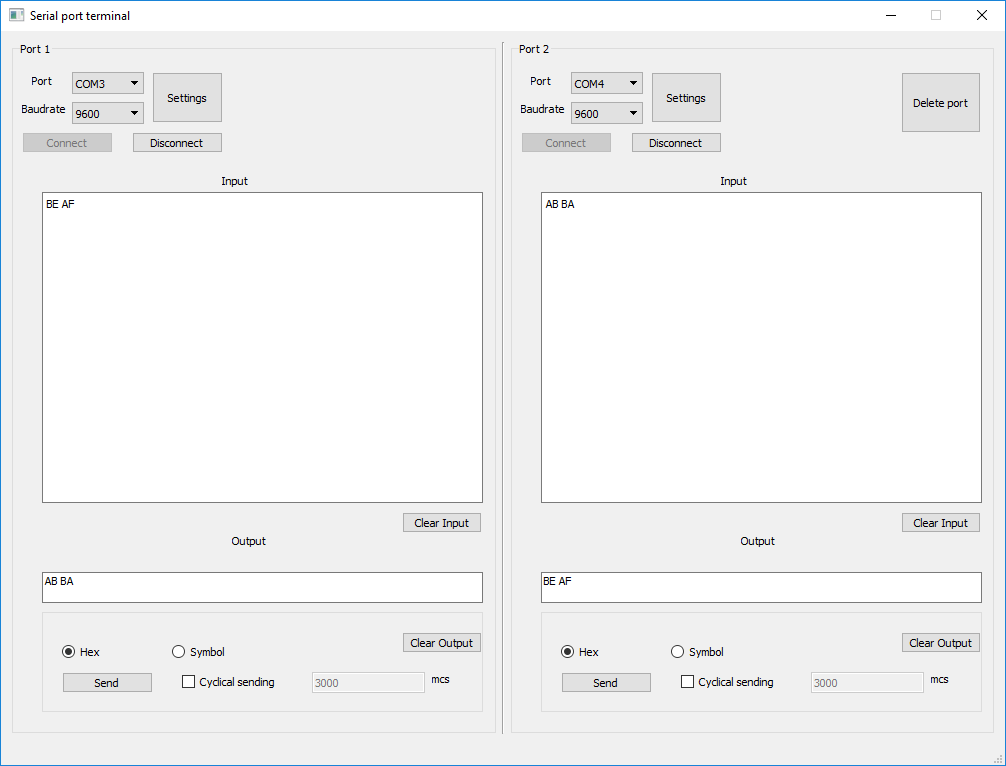 Serial port terminal
Port 1
Port
COM3
Settings
Baudrate
9600
Connect
Disconnect
Input
BE AF
Clear Input
Output
AB BA
Clear Output
Hex
Symbol
Send
Cyclical sending
3000
mcs
Port 2
Port
COM4
Settings
Delete port
Baudrate
9600
Connect
Disconnect
Input
AB BA
Clear Input
Output
BE AF
Clear Output
Hex
Symbol
Send
Cyclical sending
3000
mcs